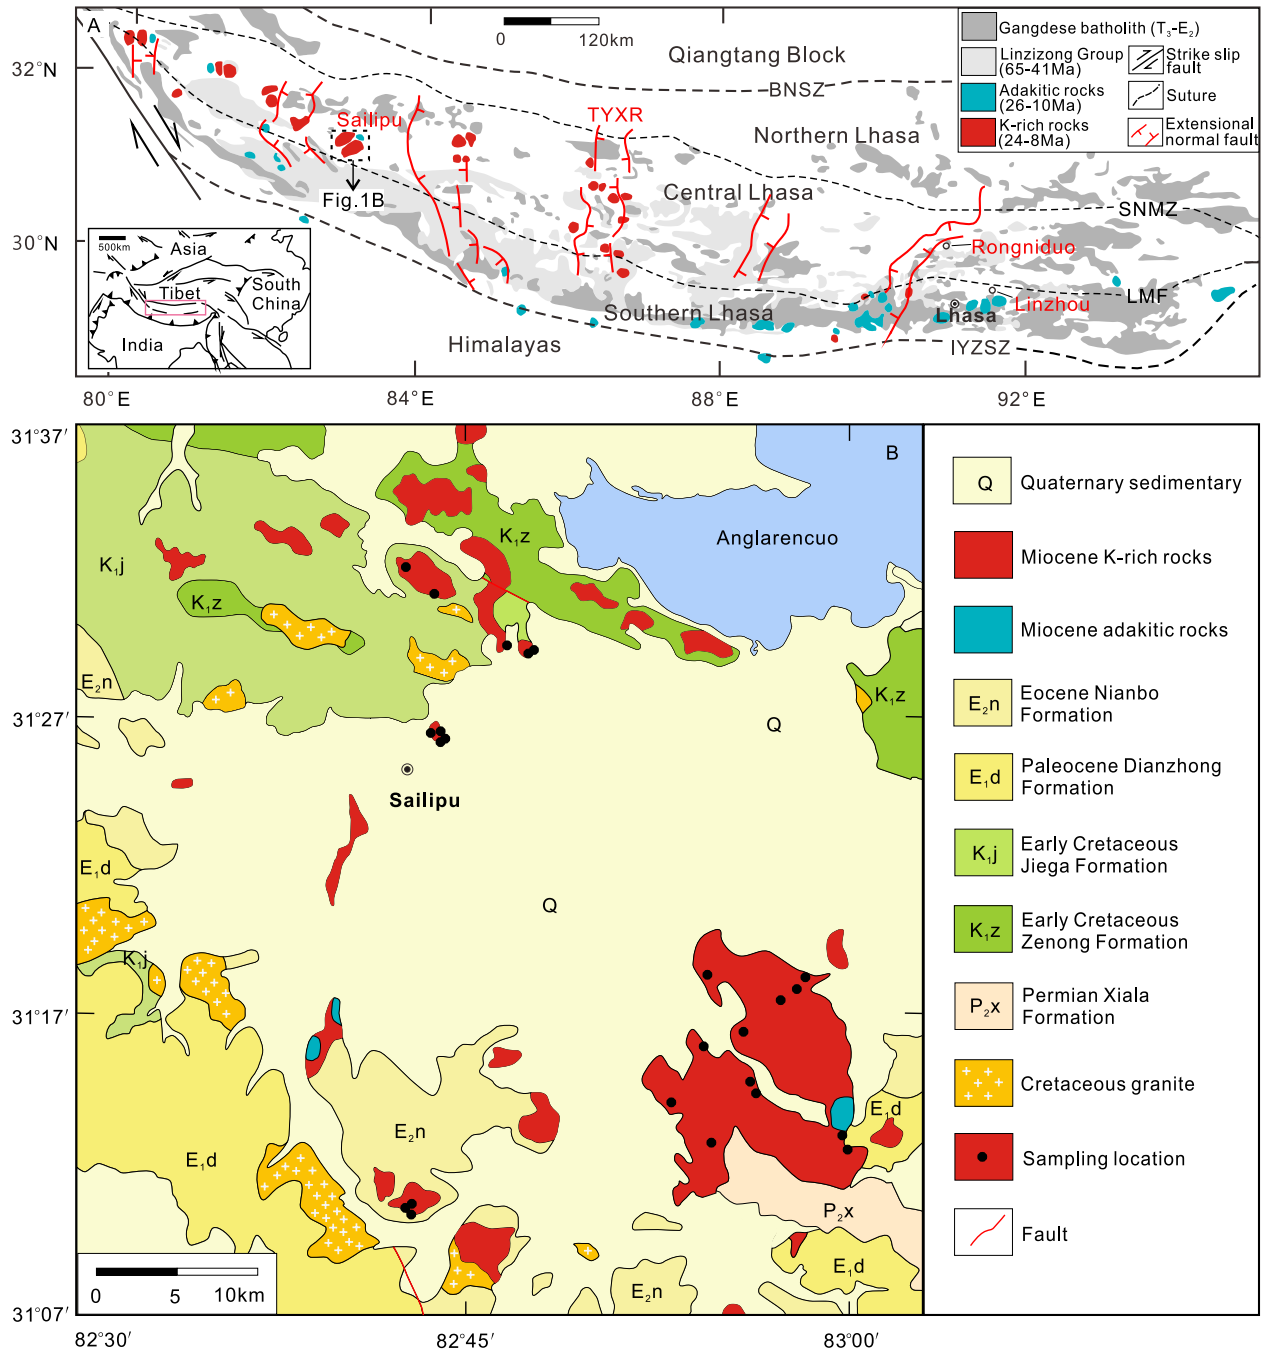 A
0
120km
32°N
30°N
80°E
84°E
88°E
92°E
Qiangtang Block
BNSZ
Northern Lhasa
TYXR
Sailipu
Fig.1B
Central Lhasa
SNMZ
Rongniduo
Linzhou
LMF
Lhasa
Southern Lhasa
IYZSZ
Himalayas
500km
Asia
Tibet
South
China
India
Gangdese batholith (T₃-E₂)
Linzizong Group
(65-41Ma)
Adakitic rocks
(26-10Ma)
K-rich rocks
(24-8Ma)
Strike slip
fault
Suture
Extensional
normal fault
B
31°37′
31°27′
31°17′
31°07′
82°30′
82°45′
83°00′
Anglarencuo
K₁j
K₁z
K₁z
E₂n
K₁z
Q
Sailipu
E₁d
Q
K₁j
E₁d
E₂n
E₁d
P₂x
E₁d
E₂n
0
5
10km
Q
Quaternary sedimentary
Miocene K-rich rocks
Miocene adakitic rocks
E₂n
Eocene Nianbo
Formation
E₁d
Paleocene Dianzhong
Formation
K₁j
Early Cretaceous
Jiega Formation
K₁z
Early Cretaceous
Zenong Formation
P₂x
Permian Xiala
Formation
Cretaceous granite
Sampling location
Fault